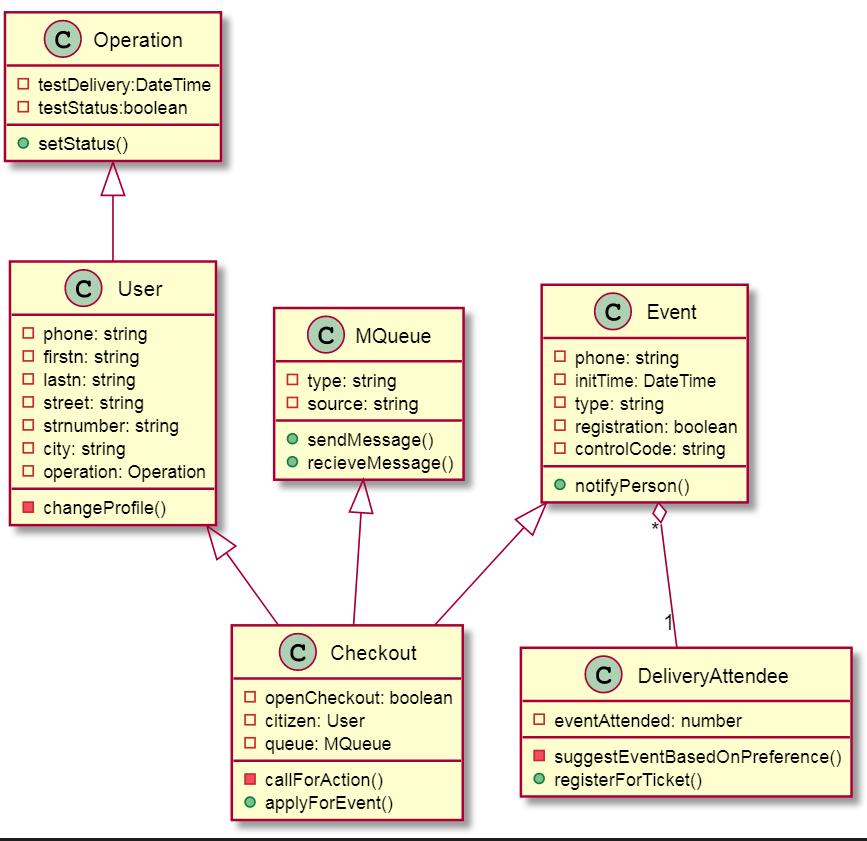 C Operation
testDelivery:DateTime
testStatus:boolean
setStatus()
C User
phone: string
firstn: string
lastn: string
street: string
strnumber: string
city: string
operation: Operation
changeProfile()
C MQueue
type: string
source: string
sendMessage()
recieveMessage()
C Event
phone: string
initTime: DateTime
type: string
registration: boolean
controlCode: string
notifyPerson()
*
1
C Checkout
openCheckout: boolean
citizen: User
queue: MQueue
callForAction()
applyForEvent()
C DeliveryAttendee
eventAttended: number
suggestEventBasedOnPreference()
registerForTicket()